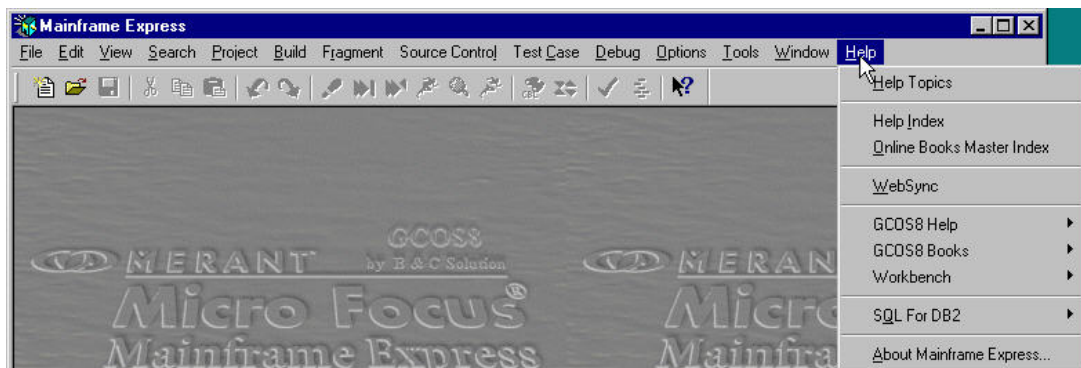 Mainframe Express
File Edit View Search Project Build Fragment Source Control Test Case Debug Options Tools Window Help
Help Topics
Help Index
Online Books Master Index
WebSync
GCOS8 Help
GCOS8 Books
Workbench
SQL For DB2
About Mainframe Express...
GCOS8
MERANT by B & C Solution MERAN
Micro Focus® Micro
Mainframe Express Mainfra